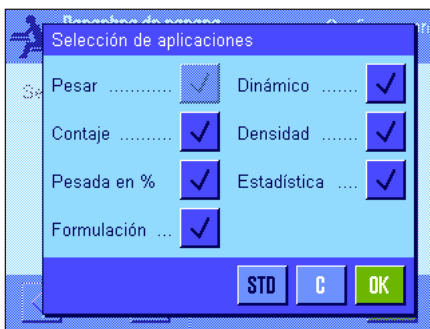 Selección de aplicaciones
Pesar ........... Dinámico .......
Contaje .......... Densidad .......
Pesada en % Estadística ....
Formulación ...
STD C OK